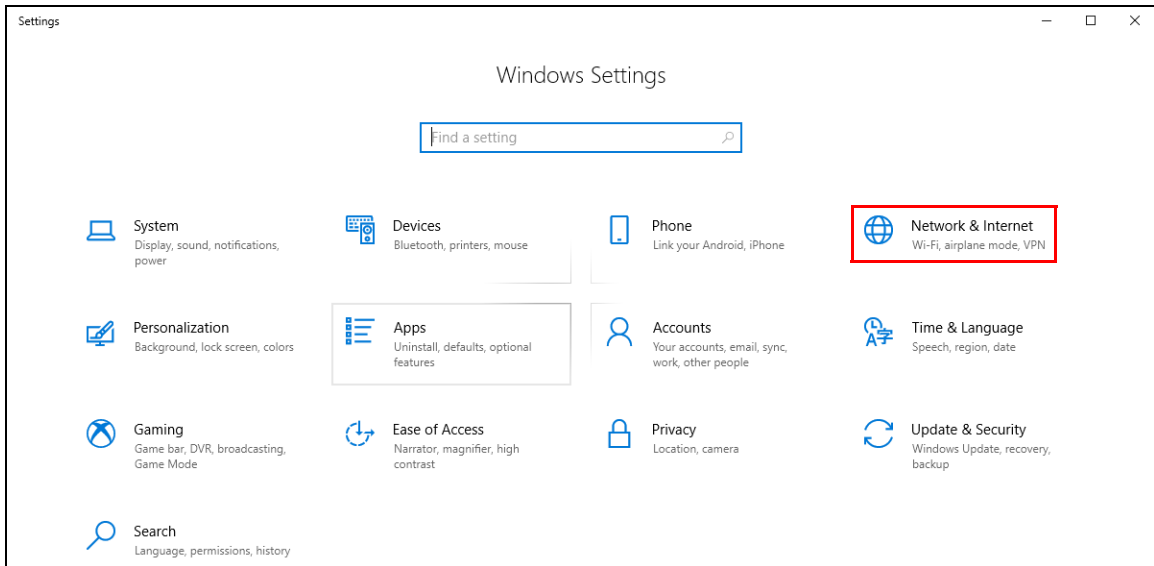 Settings
Windows Settings
Find a setting
System
Display, sound, notifications,
power
Devices
Bluetooth, printers, mouse
Phone
Link your Android, iPhone
Network & Internet
Wi-Fi, airplane mode, VPN
Personalization
Background, lock screen, colors
Apps
Uninstall, defaults, optional
features
Accounts
Your accounts, email, sync,
work, other people
Time & Language
Speech, region, date
Gaming
Game bar, DVR, broadcasting,
Game Mode
Ease of Access
Narrator, magnifier, high
contrast
Privacy
Location, camera
Update & Security
Windows Update, recovery,
backup
Search
Language, permissions, history